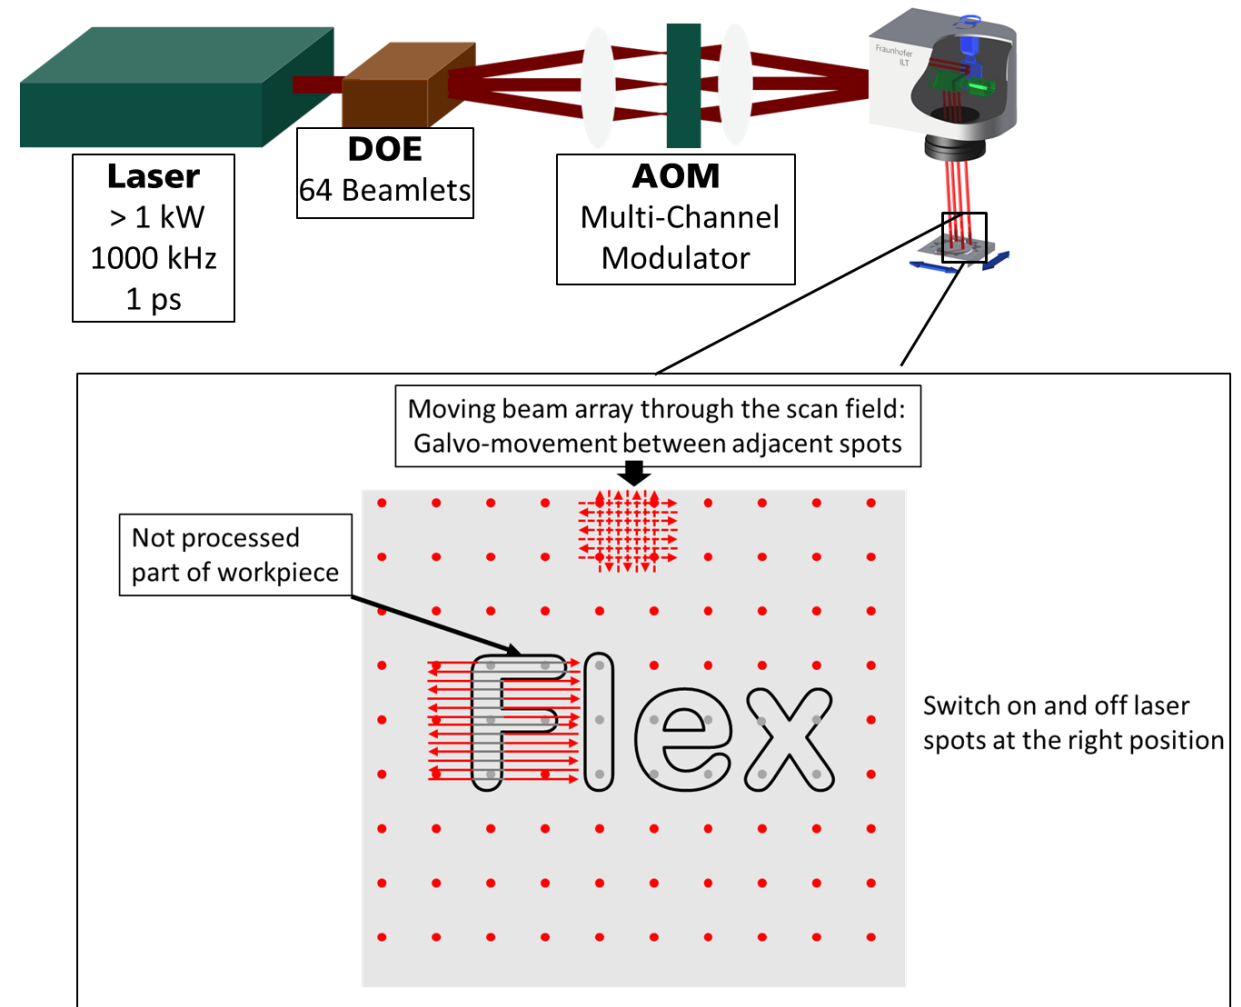 Laser
> 1 kW
1000 kHz
1 ps
DOE
64 Beamlets
AOM
Multi-Channel
Modulator
Fraunhofer
ILT
Moving beam array through the scan field:
Galvo-movement between adjacent spots
Not processed
part of workpiece
Flex
Switch on and off laser
spots at the right position